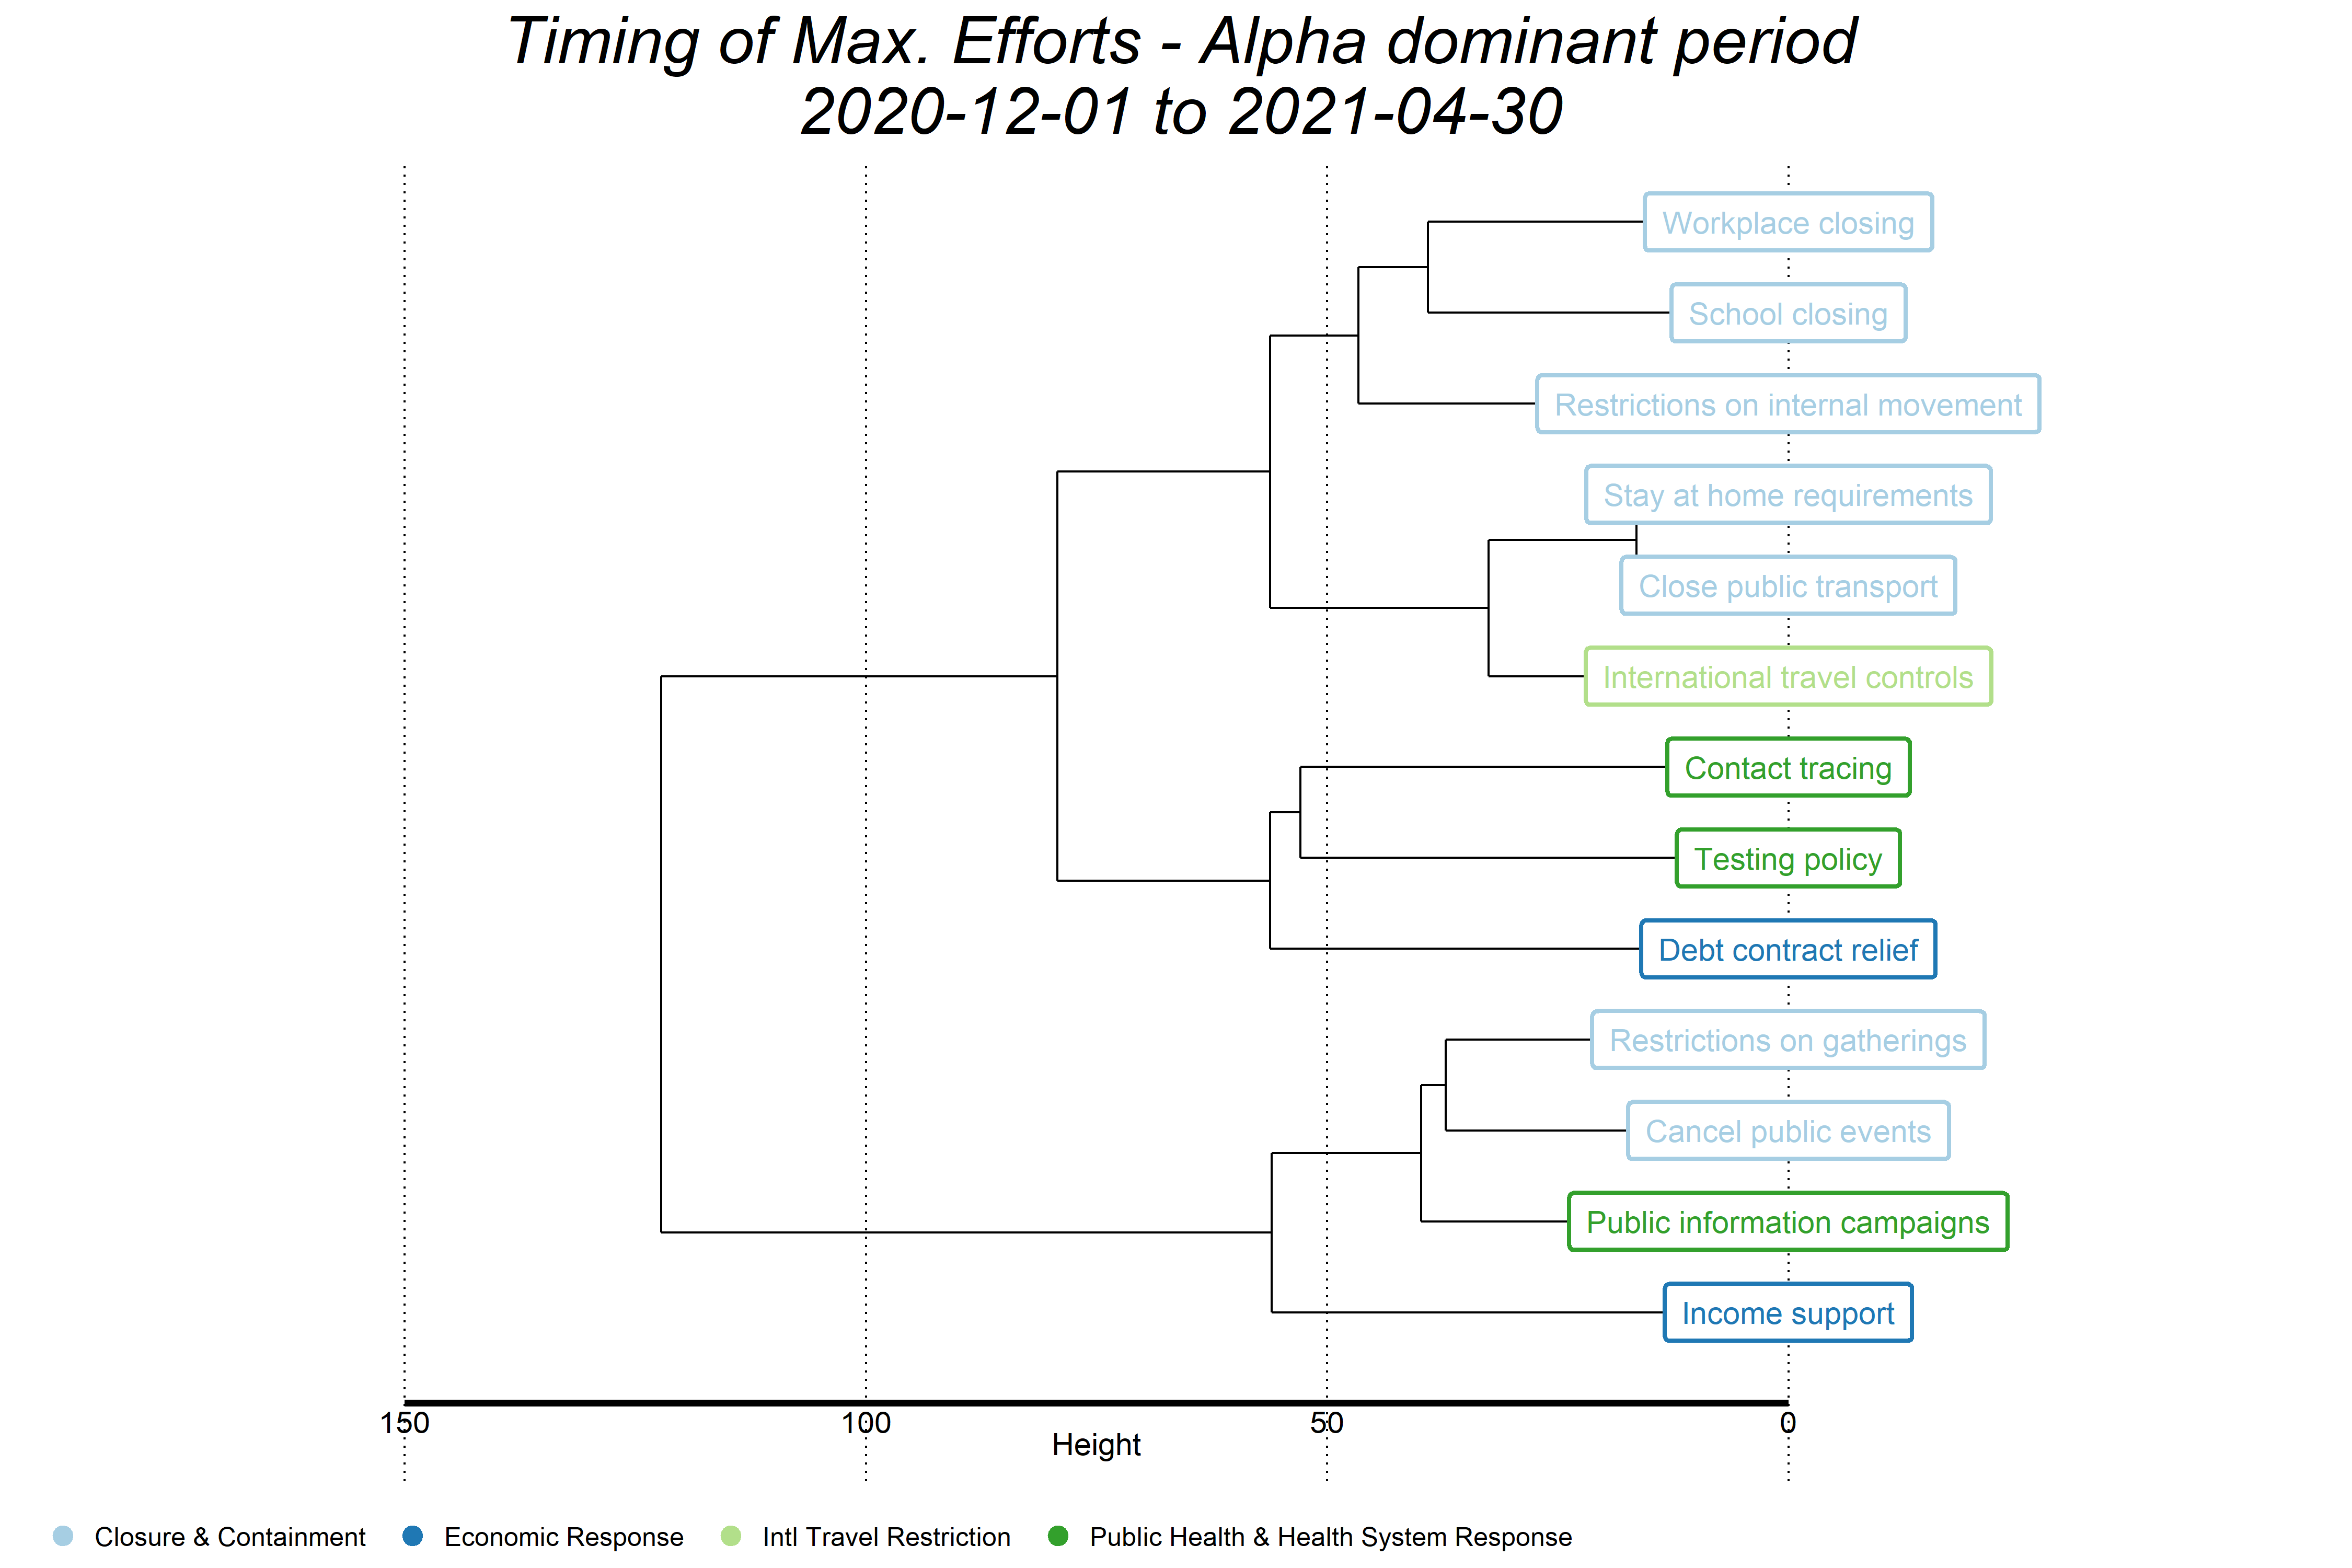 Timing of Max. Efforts - Alpha dominant period
2020-12-01 to 2021-04-30
Workplace closing
School closing
Restrictions on internal movement
Stay at home requirements
Close public transport
International travel controls
Contact tracing
Testing policy
Debt contract relief
Restrictions on gatherings
Cancel public events
Public information campaigns
Income support
150 100 50 0
Height
Closure & Containment Economic Response Intl Travel Restriction Public Health & Health System Response